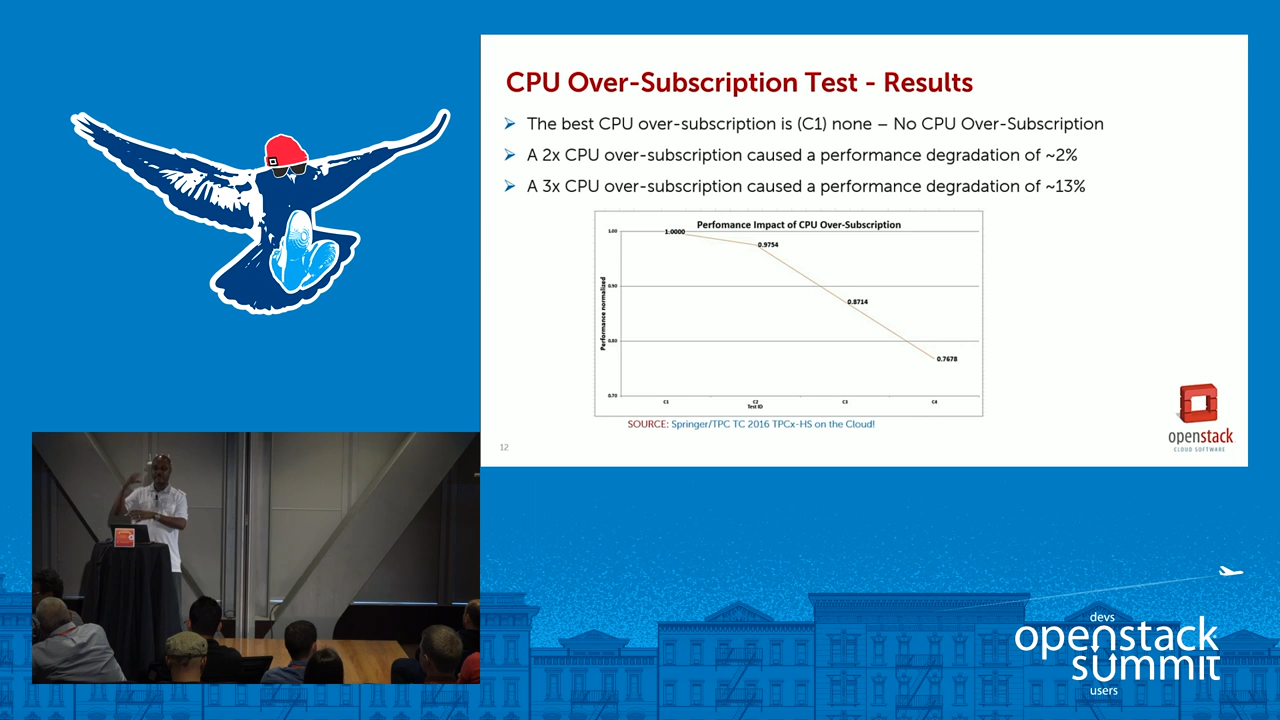 CPU Over-Subscription Test - Results
➢ The best CPU over-subscription is (C1) none – No CPU Over-Subscription
➢ A 2x CPU over-subscription caused a performance degradation of ~2%
➢ A 3x CPU over-subscription caused a performance degradation of ~13%
Perfomance Impact of CPU Over-Subscription
1.00
1.0000
0.9754
0.90
0.8714
Performance normalized
0.80
0.7678
0.70
C1
C2
C3
C4
Test ID
SOURCE: Springer/TPC TC 2016 TPCx-HS on the Cloud!
12
openstack
CLOUD SOFTWARE
devs
openstack
summit
users